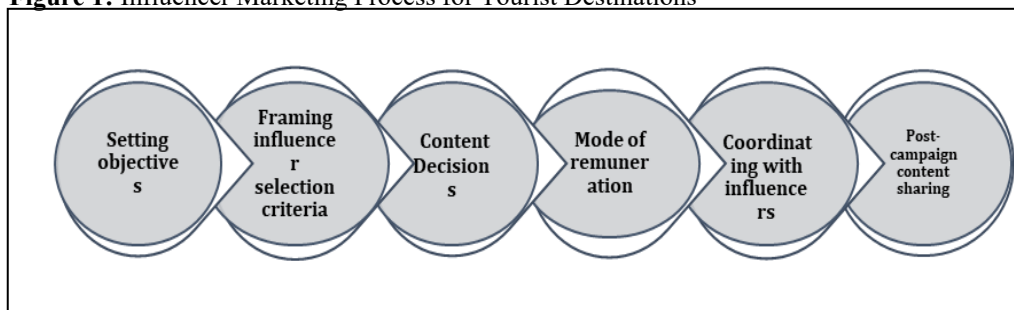 Figure 1: Influencer Marketing Process for Tourist Destinations
Setting
objective
s
Framing
influence
r
selection
criteria
Content
Decision
s
Mode of
remuner
ation
Coordinat
ing with
influence
rs
Post-
campaign
content
sharing